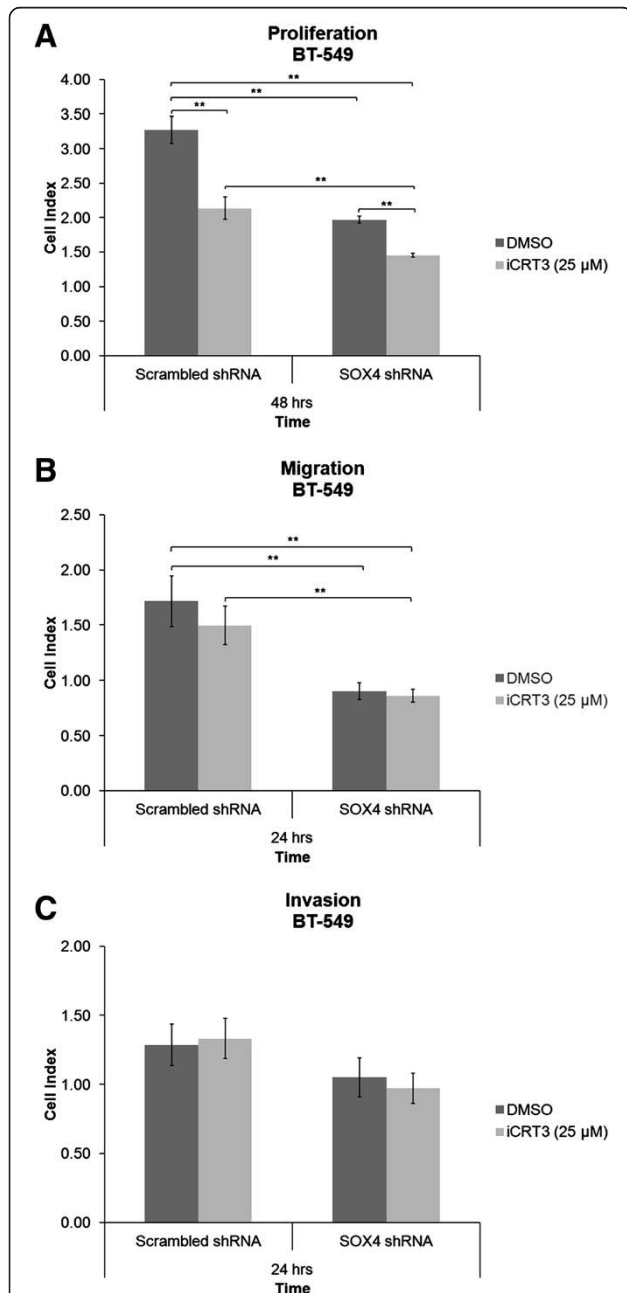 A
Proliferation
BT-549
**
**
**
**
**
4.00
3.50
3.00
2.50
2.00
1.50
1.00
0.50
0.00
Cell Index
DMSO
iCRT3 (25 µM)
Scrambled shRNA SOX4 shRNA
48 hrs
Time
B
Migration
BT-549
**
**
**
2.50
2.00
1.50
1.00
0.50
0.00
Cell Index
DMSO
iCRT3 (25 µM)
Scrambled shRNA SOX4 shRNA
24 hrs
Time
C
Invasion
BT-549
2.00
1.50
1.00
0.50
0.00
Cell Index
DMSO
iCRT3 (25 µM)
Scrambled shRNA SOX4 shRNA
24 hrs
Time